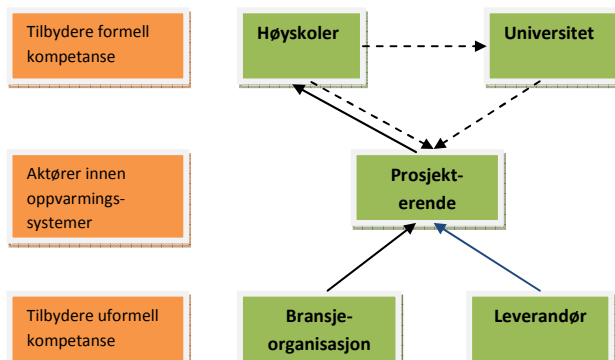 Tilbydere formell
kompetanse
Høyskoler
Universitet
Aktører innen
oppvarmings-
systemer
Prosjekt-
erende
Tilbydere uformell
kompetanse
Bransje-
organisasjon
Leverandør